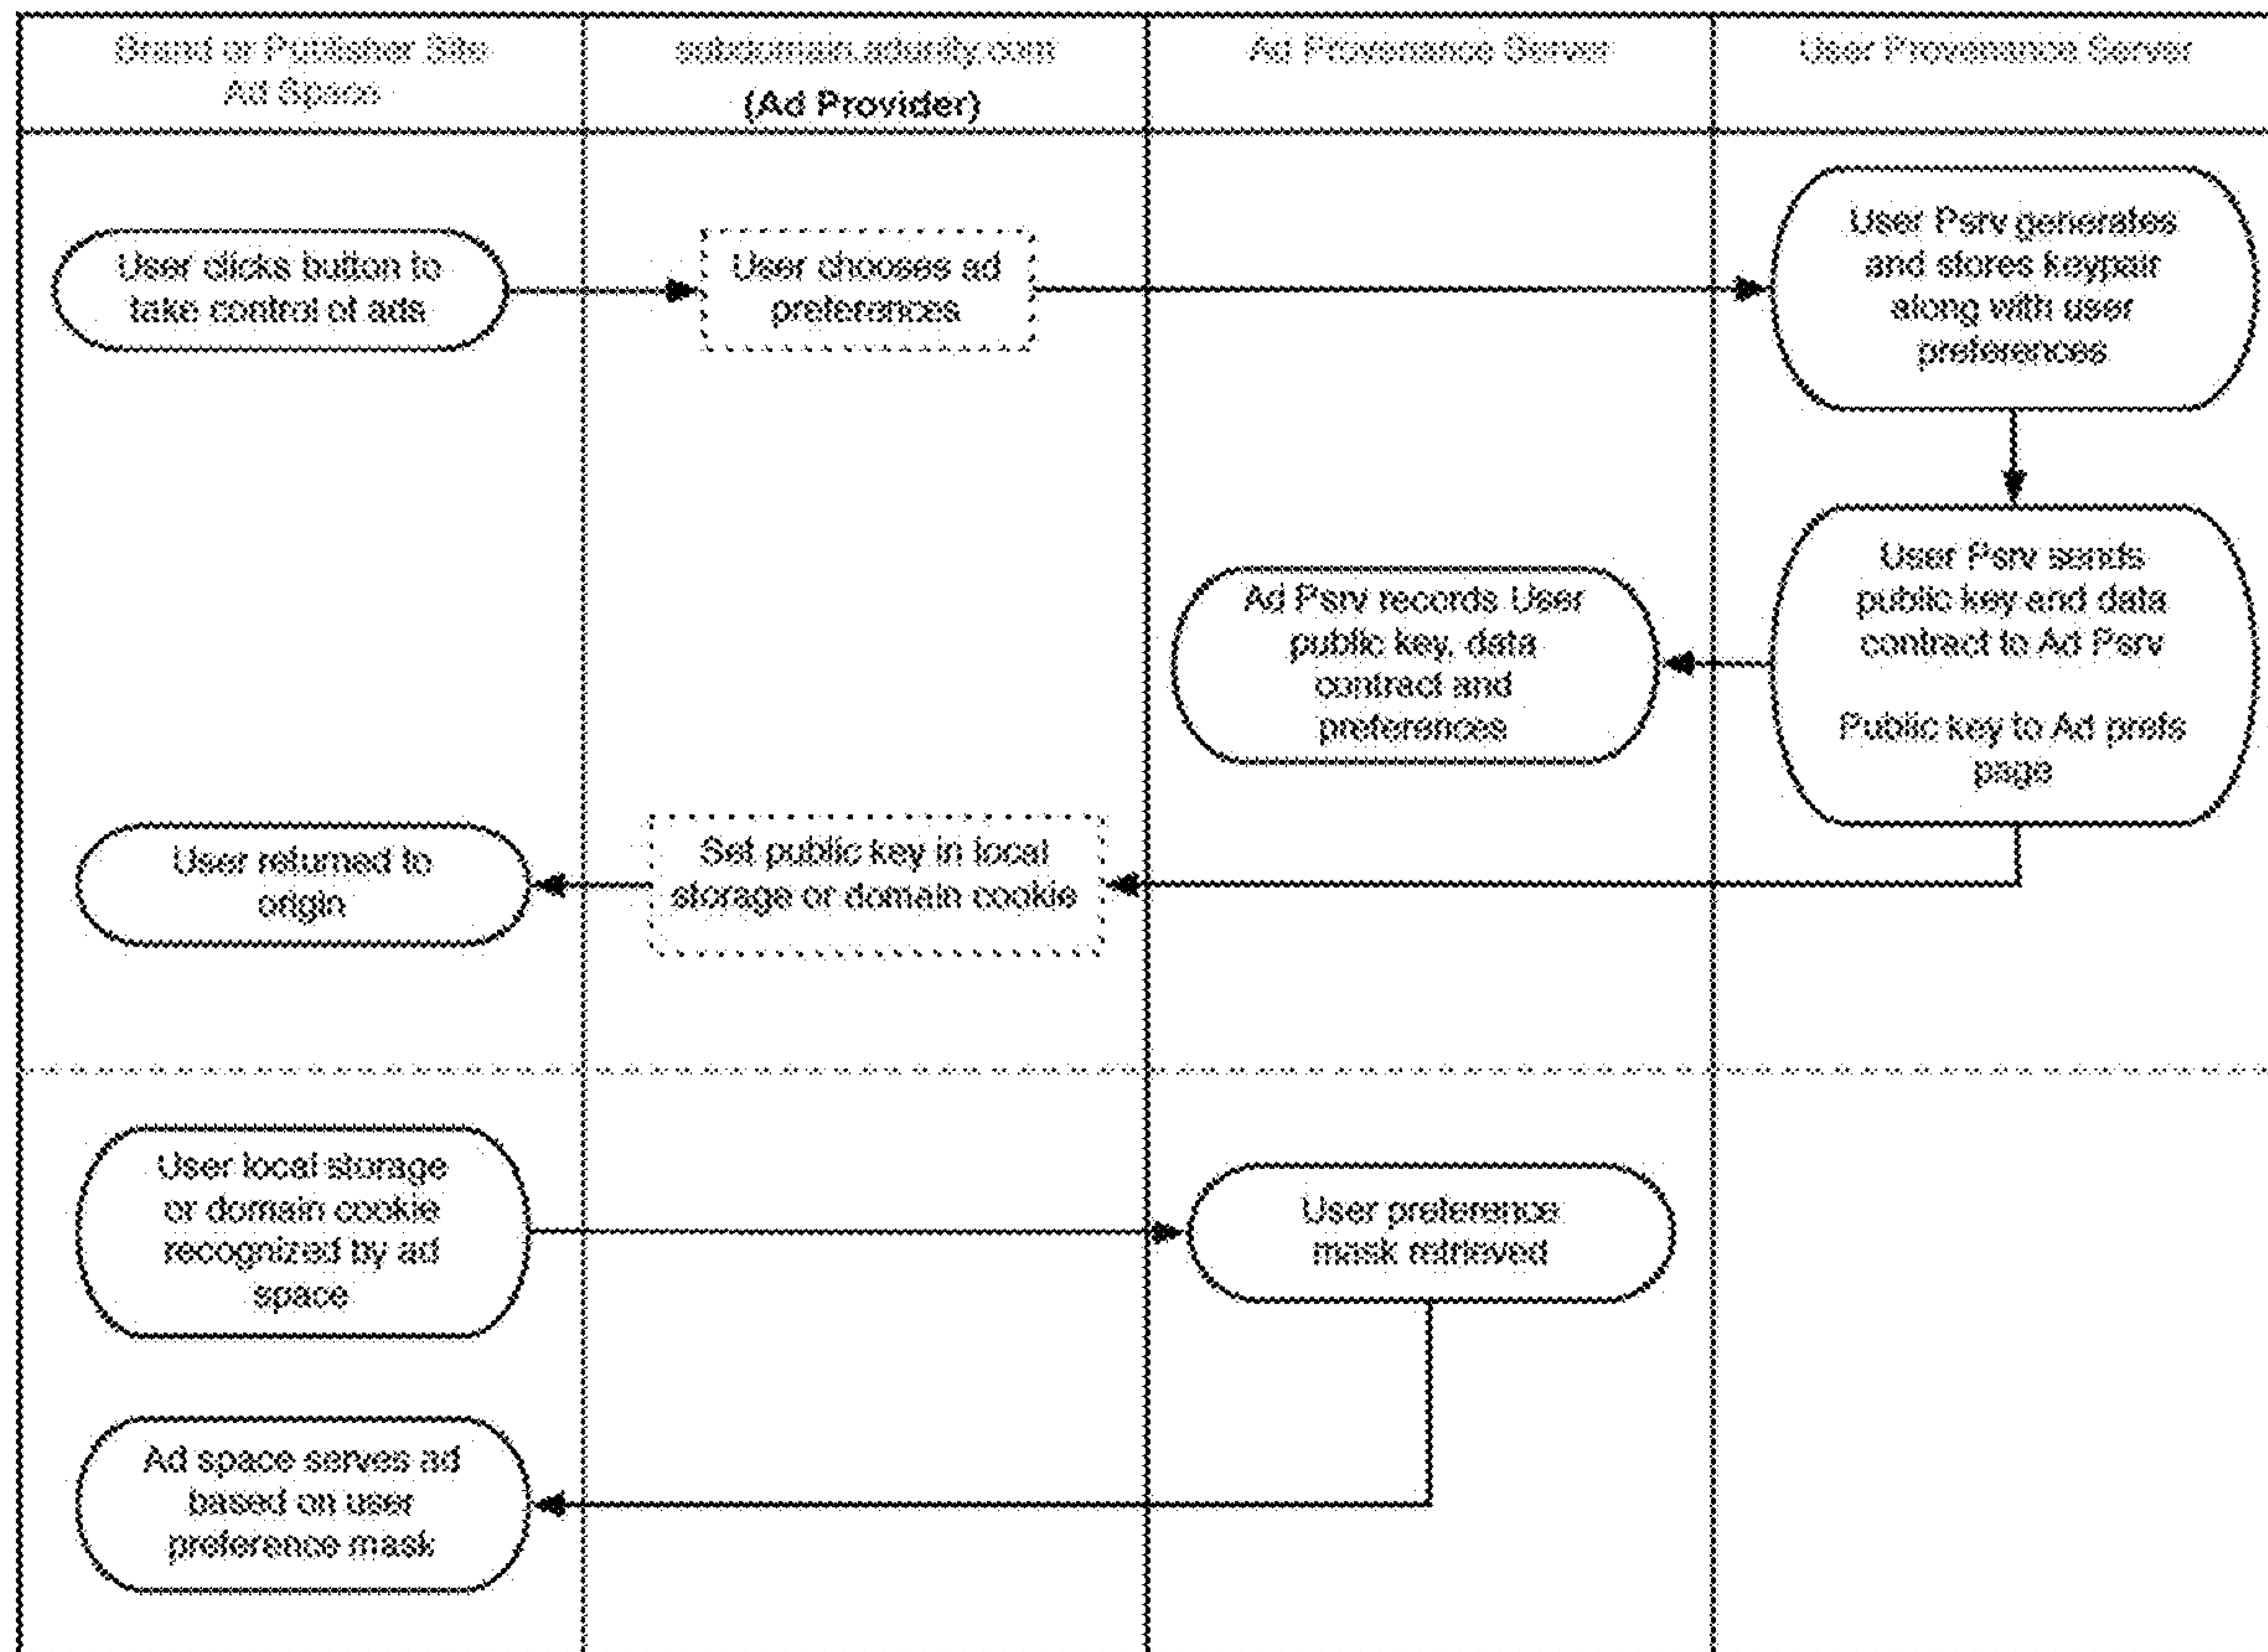 Brand or Publisher Site
Ad Space
subdomain.adunity.com
(Ad Provider)
Ad Provenance Server
User Provenance Server
User clicks button to
take control of ads
User chooses ad
preferences
User Psrv generates
and stores keypair
along with user
preferences
User Psrv sends
public key and data
contract to Ad Psrv
Public key to Ad prefs
page
Ad Psrv records User
public key, data
contract and
preferences
Set public key in local
storage or domain cookie
User returned to
origin
User local storage
or domain cookie
recognized by ad
space
User preference
mask retrieved
Ad space serves ad
based on user
preference mask